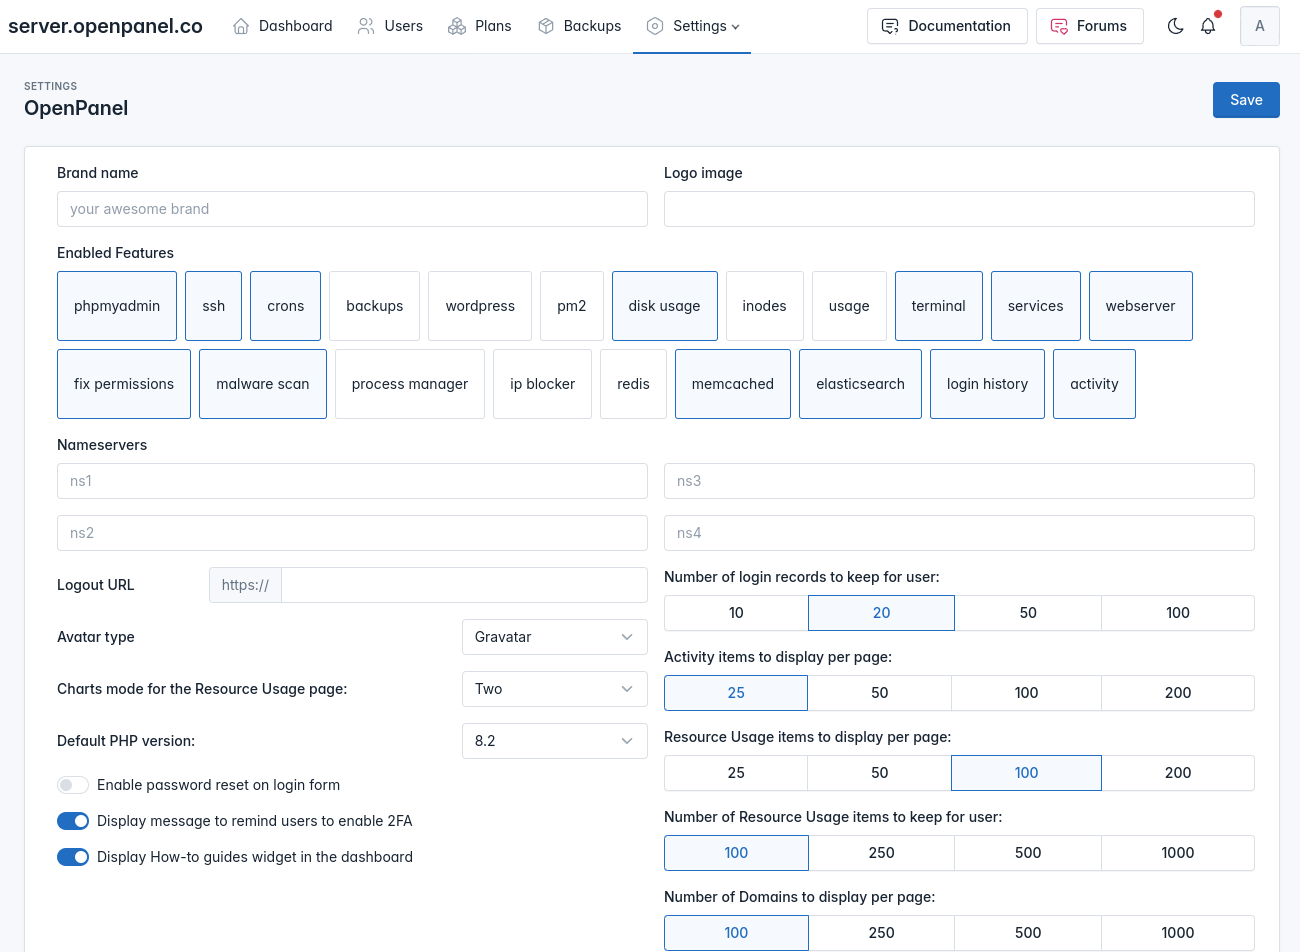 server.openpanel.co Dashboard Users Plans Backups Settings Documentation Forums A
SETTINGS
OpenPanel
Save
Brand name
your awesome brand
Logo image
Enabled Features
phpmyadmin ssh crons backups wordpress pm2 disk usage inodes usage terminal services webserver
fix permissions malware scan process manager ip blocker redis memcached elasticsearch login history activity
Nameservers
ns1 ns3
ns2 ns4
Logout URL https://
Avatar type Gravatar
Charts mode for the Resource Usage page: Two
Default PHP version: 8.2
Enable password reset on login form
Display message to remind users to enable 2FA
Display How-to guides widget in the dashboard
Number of login records to keep for user:
10 20 50 100
Activity items to display per page:
25 50 100 200
Resource Usage items to display per page:
25 50 100 200
Number of Resource Usage items to keep for user:
100 250 500 1000
Number of Domains to display per page:
100 250 500 1000